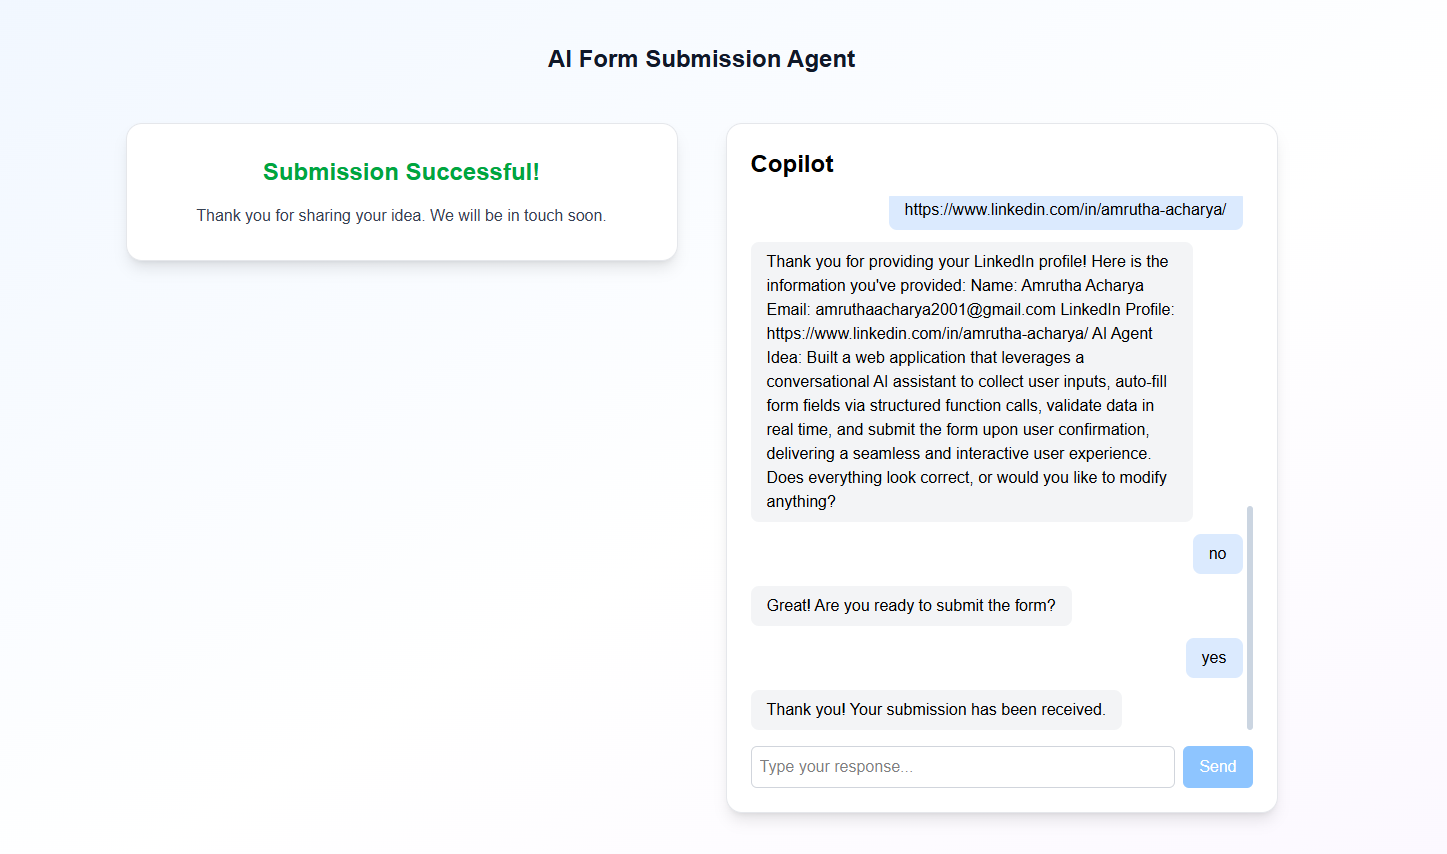 AI Form Submission Agent
Submission Successful!
Thank you for sharing your idea. We will be in touch soon.
Copilot
https://www.linkedin.com/in/amrutha-acharya/
Thank you for providing your LinkedIn profile! Here is the
information you've provided: Name: Amrutha Acharya
Email: amruthaacharya2001@gmail.com LinkedIn Profile:
https://www.linkedin.com/in/amrutha-acharya/ AI Agent
Idea: Built a web application that leverages a
conversational AI assistant to collect user inputs, auto-fill
form fields via structured function calls, validate data in
real time, and submit the form upon user confirmation,
delivering a seamless and interactive user experience.
Does everything look correct, or would you like to modify
anything?
no
Great! Are you ready to submit the form?
yes
Thank you! Your submission has been received.
Type your response...
Send